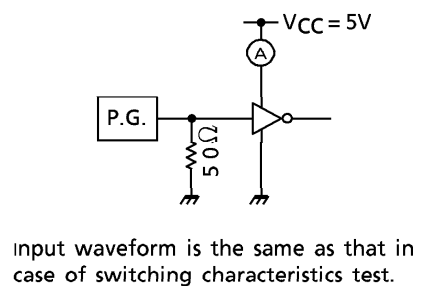 VCC = 5V
A
P.G.
50Ω
Input waveform is the same as that in
case of switching characteristics test.